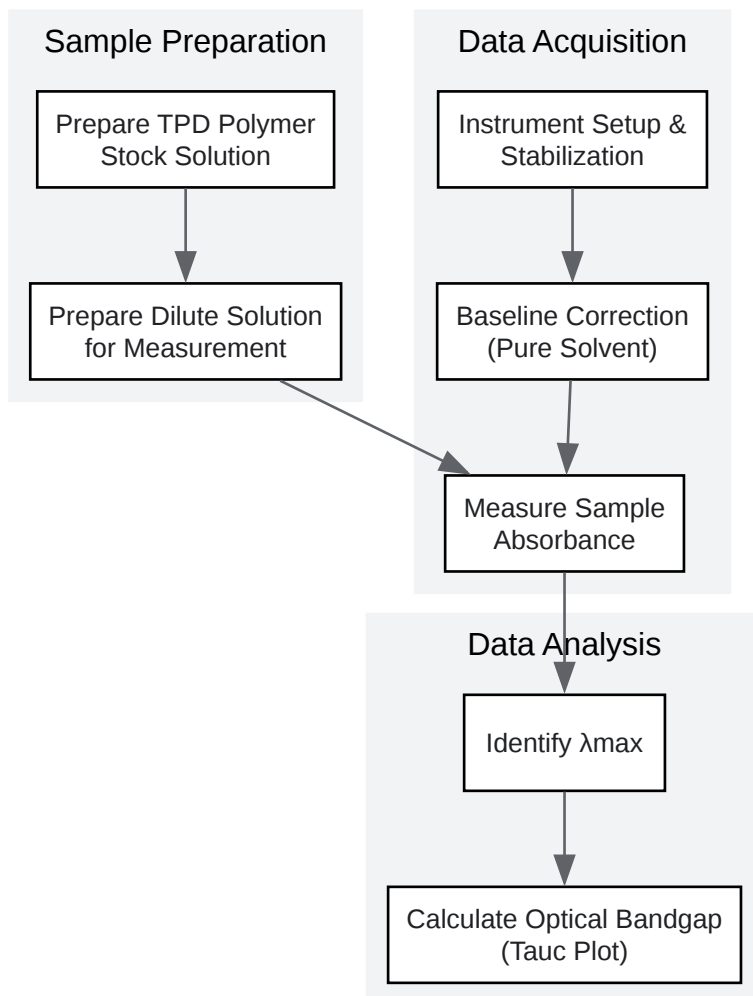 Sample Preparation
Prepare TPD Polymer
Stock Solution
Prepare Dilute Solution
for Measurement
Data Acquisition
Instrument Setup &
Stabilization
Baseline Correction
(Pure Solvent)
Measure Sample
Absorbance
Data Analysis
Identify λmax
Calculate Optical Bandgap
(Tauc Plot)